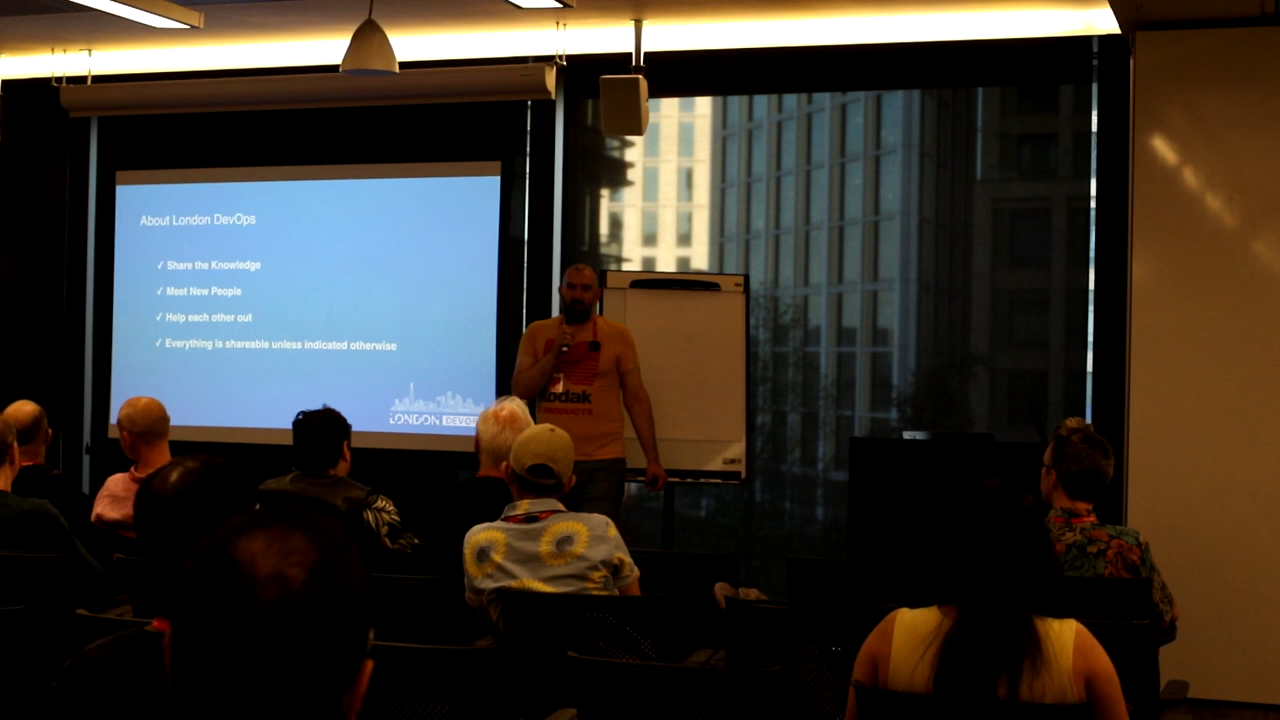 About London DevOps
✓ Share the Knowledge
✓ Meet New People
✓ Help each other out
✓ Everything is shareable unless indicated otherwise
LONDON DEVOP
Kodak
PRODUCTS